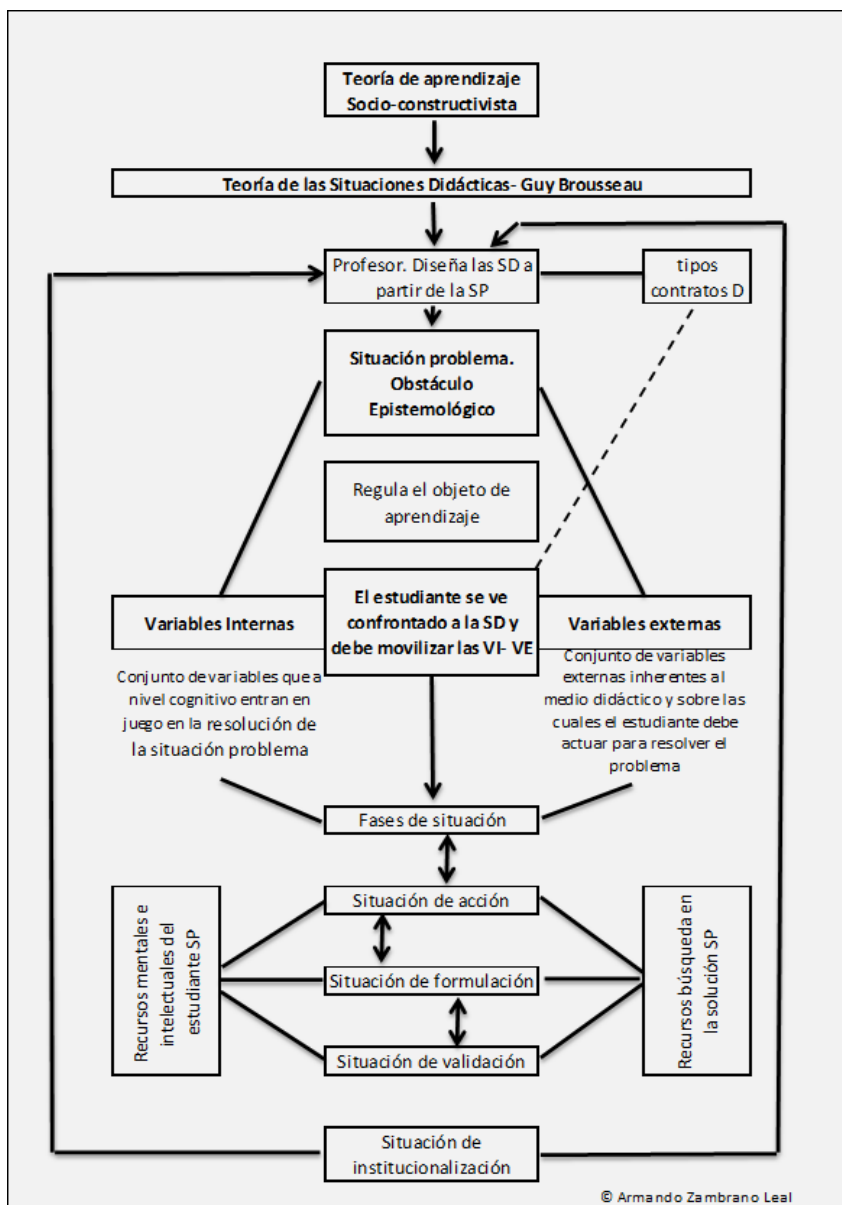 Teoría de aprendizaje
Socio-constructivista
Teoría de las Situaciones Didácticas- Guy Brousseau
Profesor. Diseña las SD a
partir de la SP
tipos
contratos D
Situación problema.
Obstáculo
Epistemológico
Regula el objeto de
aprendizaje
Variables Internas
El estudiante se ve
confrontado a la SD y
debe movilizar las VI- VE
Variables externas
Conjunto de variables que a
nivel cognitivo entran en
juego en la resolución de
la situación problema
Conjunto de variables
externas inherentes al
medio didáctico y sobre las
cuales el estudiante debe
actuar para resolver el
problema
Fases de situación
Recursos mentales e
intelectuales del
estudiante SP
Situación de acción
Situación de formulación
Situación de validación
Recursos búsqueda en
la solución SP
Situación de
institucionalización
© Armando Zambrano Leal